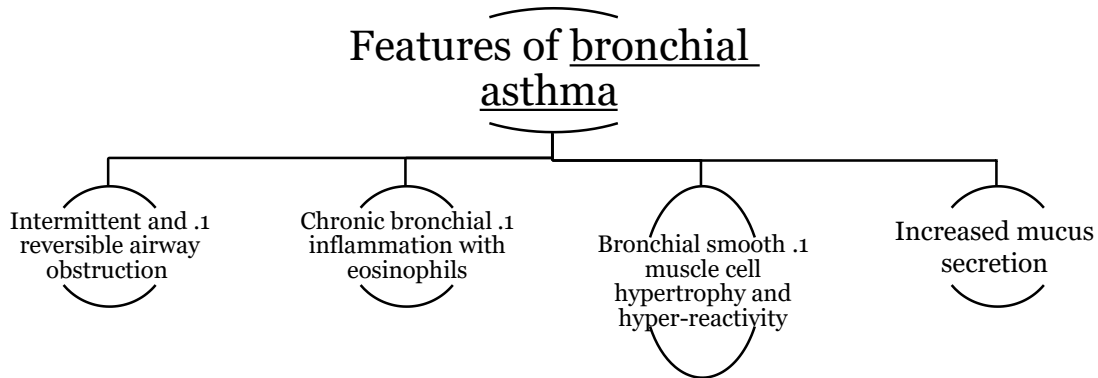 Features of bronchial
asthma
Intermittent and .1
reversible airway
obstruction
Chronic bronchial .1
inflammation with
eosinophils
Bronchial smooth .1
muscle cell
hypertrophy and
hyper-reactivity
Increased mucus
secretion